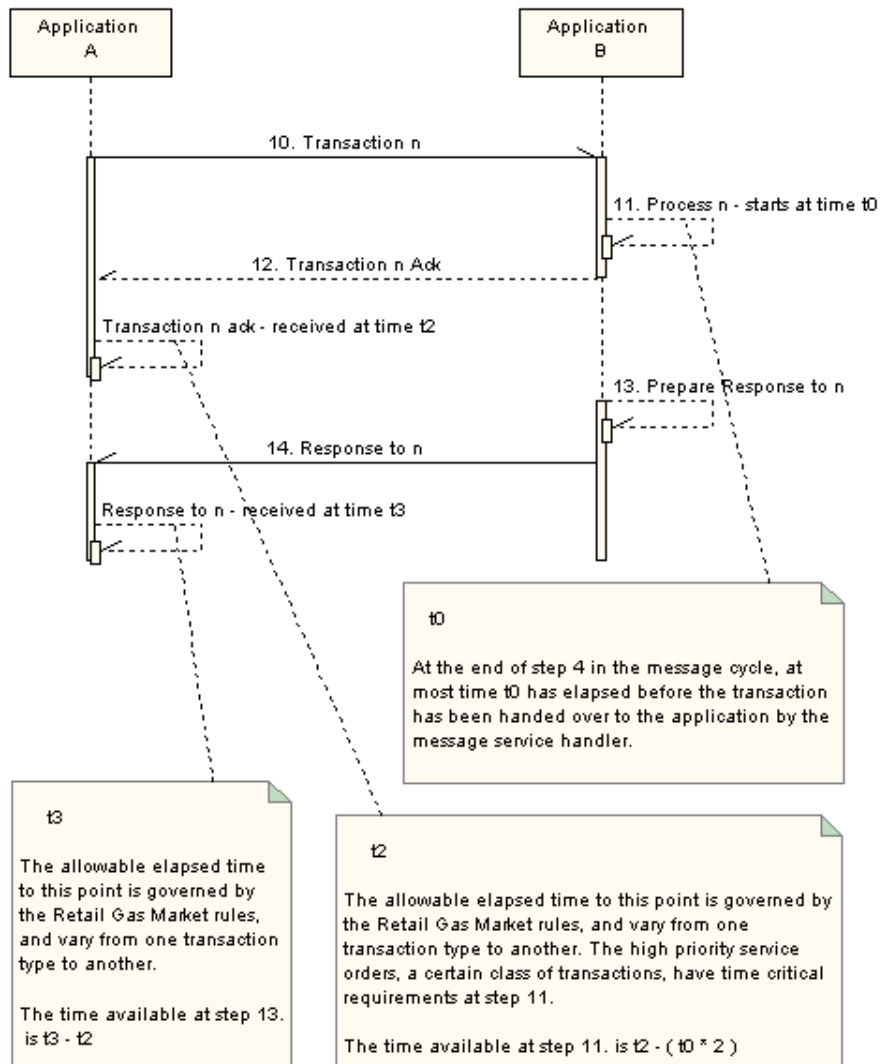 Application
A
Application
B
10. Transaction n
11. Process n - starts at time t0
12. Transaction n Ack
Transaction n ack - received at time t2
13. Prepare Response to n
14. Response to n
Response to n - received at time t3
t0
At the end of step 4 in the message cycle, at
most time t0 has elapsed before the transaction
has been handed over to the application by the
message service handler.
t3
The allowable elapsed time
to this point is governed by
the Retail Gas Market rules,
and vary from one transaction
type to another.
The time available at step 13.
is t3 - t2
t2
The allowable elapsed time to this point is governed by
the Retail Gas Market rules, and vary from one
transaction type to another. The high priority service
orders, a certain class of transactions, have time critical
requirements at step 11.
The time available at step 11. is t2 - ( t0 * 2 )